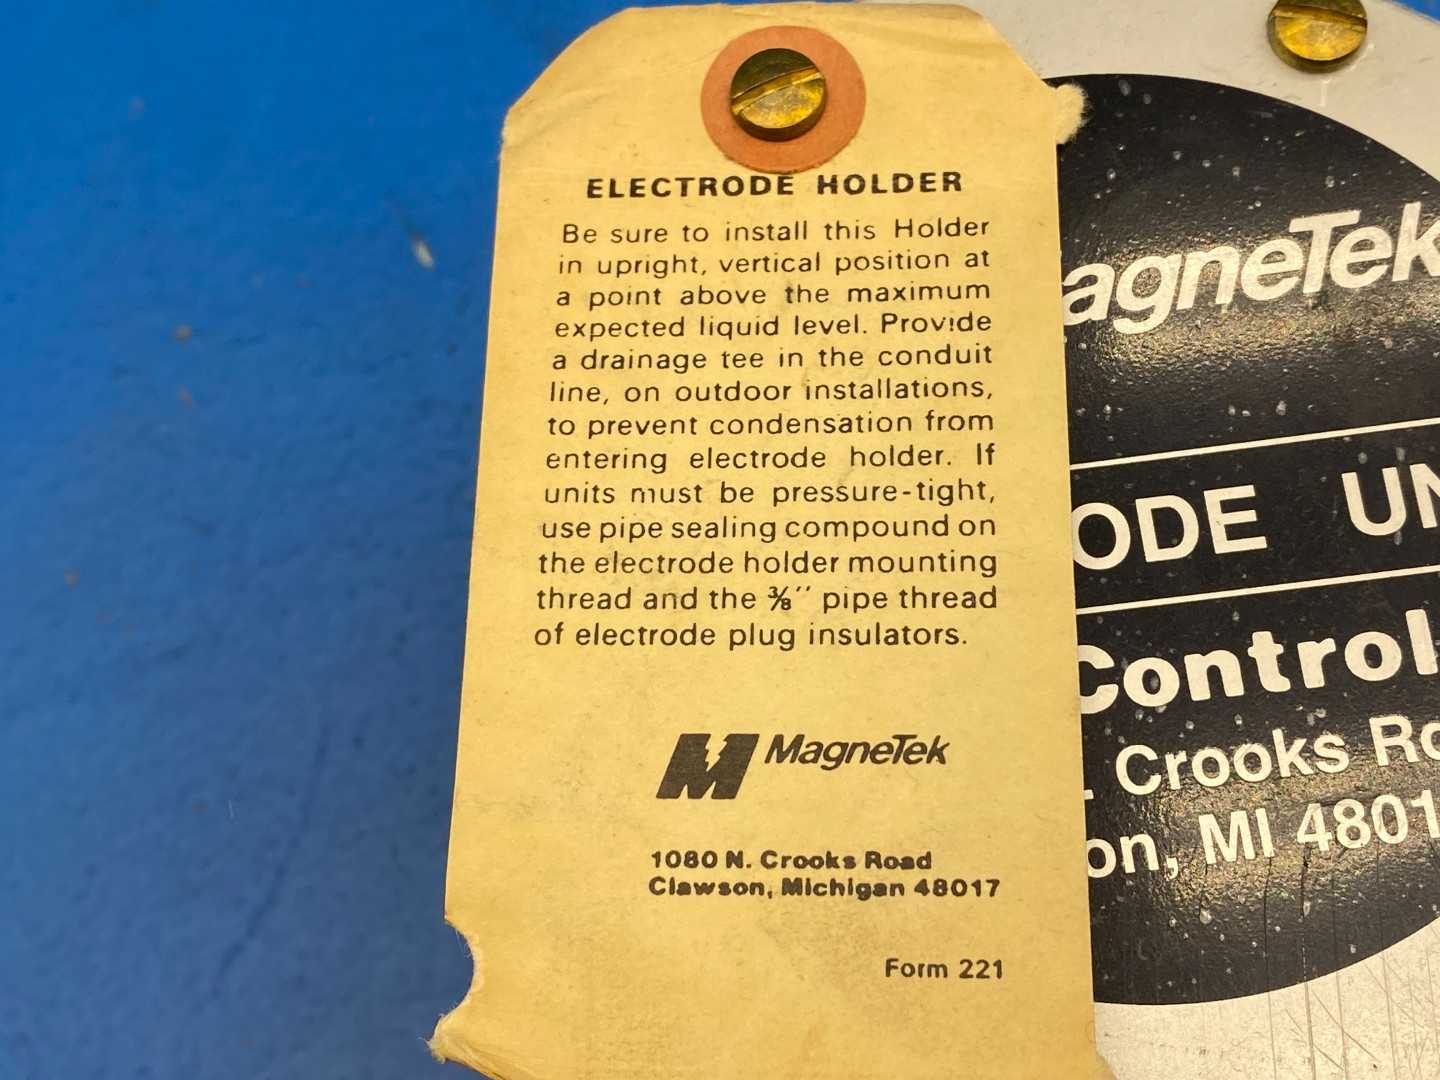 ELECTRODE HOLDER
Be sure to install this Holder
in upright, vertical position at
a point above the maximum
expected liquid level. Provide
a drainage tee in the conduit
line, on outdoor installations,
to prevent condensation from
entering electrode holder. If
units must be pressure-tight,
use pipe sealing compound on
the electrode holder mounting
thread and the ⅜'' pipe thread
of electrode plug insulators.
MagneTek
1080 N. Crooks Road
Clawson, Michigan 48017
Form 221
agneTek
ODE UN
Control
Crooks Ro
on, MI 4801